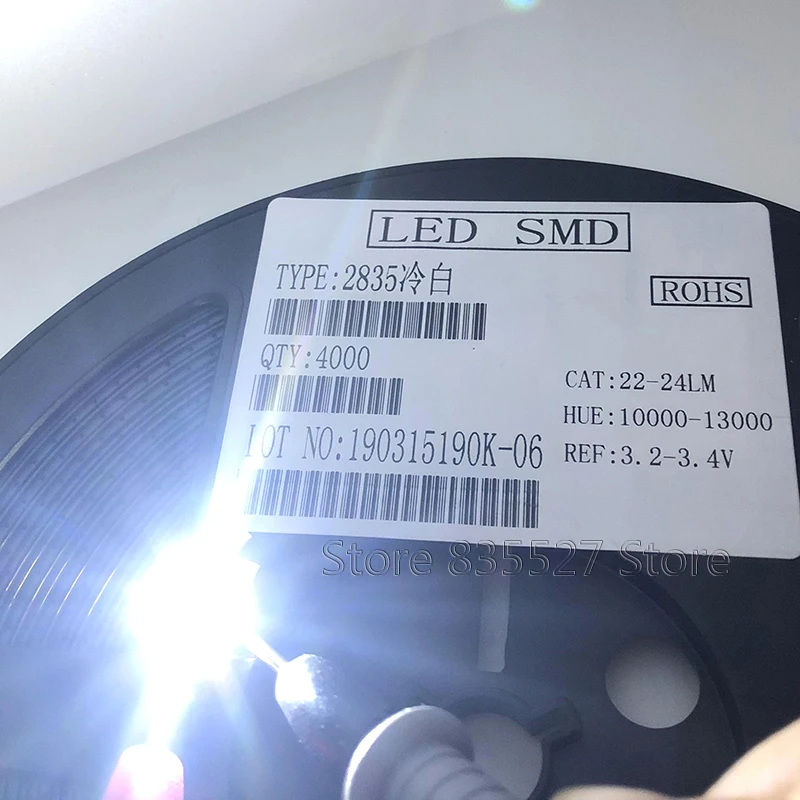 LED SMD
TYPE:2835冷白
ROHS
QTY:4000
CAT:22-24LM
HUE:10000-13000
LOT NO:190315190K-06
REF:3.2-3.4V
Store 835527 Store